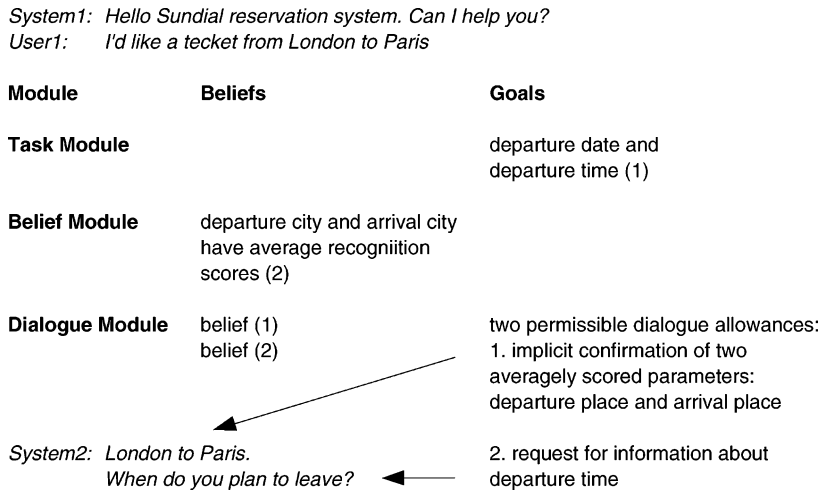 System1: Hello Sundial reservation system. Can I help you?
User1: I'd like a tecket from London to Paris
Module Beliefs Goals
Task Module departure date and
departure time (1)
Belief Module departure city and arrival city
have average recogniition
scores (2)
Dialogue Module belief (1) two permissible dialogue allowances:
belief (2) 1. implicit confirmation of two
averagely scored parameters:
departure place and arrival place
System2: London to Paris. 2. request for information about
When do you plan to leave? departure time